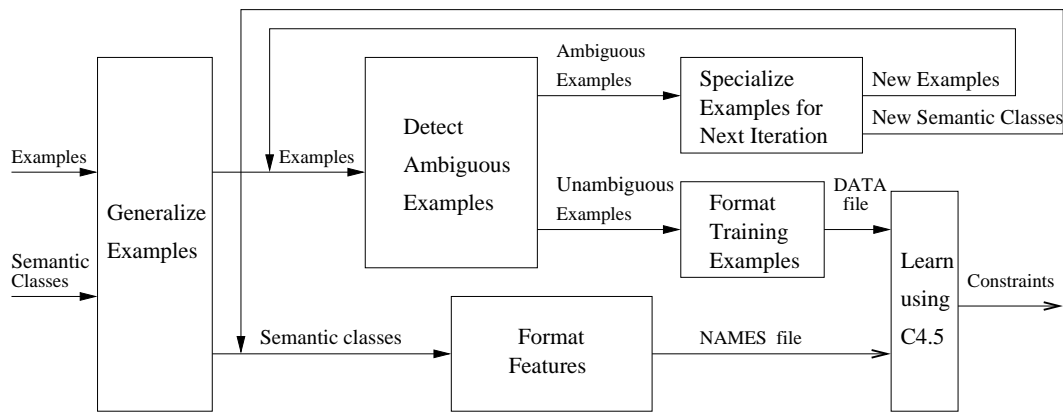 Examples
Semantic
Classes
Generalize
Examples
Examples
Detect
Ambiguous
Examples
Ambiguous
Examples
Specialize
Examples for
Next Iteration
New Examples
New Semantic Classes
Unambiguous
Examples
Format
Training
Examples
DATA
file
Semantic classes
Format
Features
NAMES file
Learn
using
C4.5
Constraints